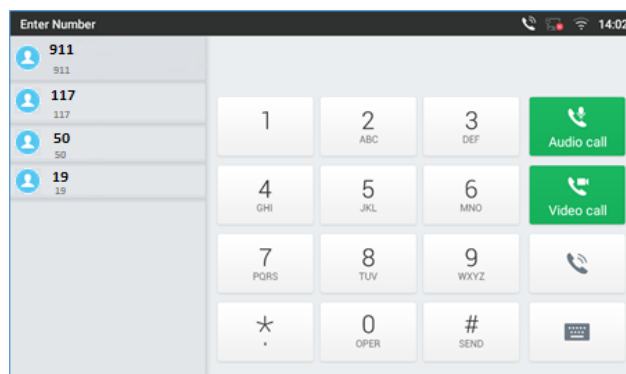 Enter Number 14:02
911
911
117
117
50
50
19
19
1 2 3
ABC DEF
Audio call
4 5 6
GHI JKL MNO
Video call
7 8 9
PQRS TUV WXYZ
* 0 #
. OPER SEND